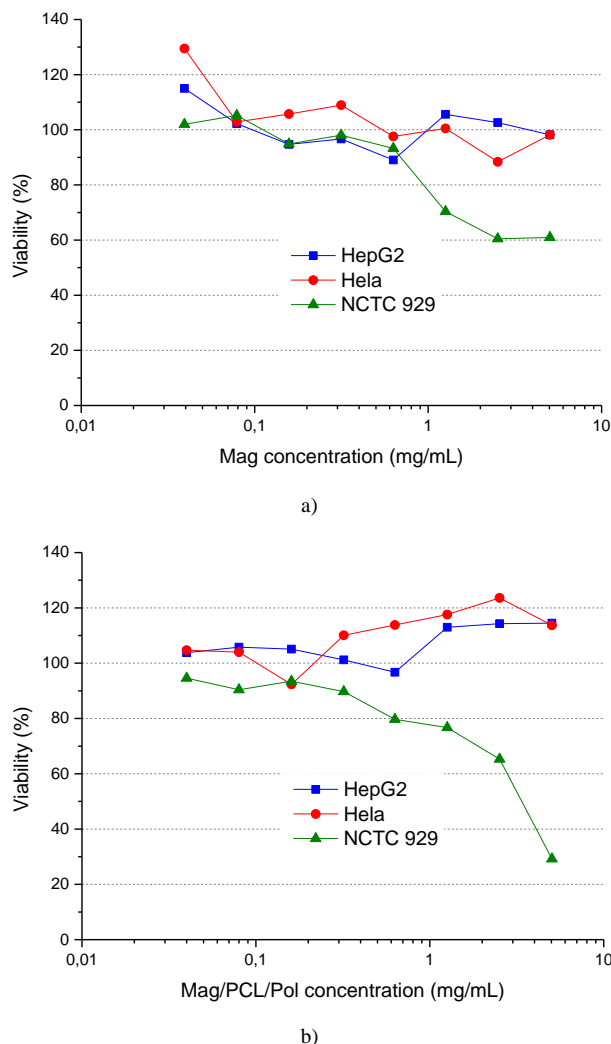 140
120
100
80
60
40
20
0
Viability (%)
HepG2
Hela
NCTC 929
0,01 0,1 1 10
Mag concentration (mg/mL)
a)
140
120
100
80
60
40
20
0
Viability (%)
HepG2
Hela
NCTC 929
0,01 0,1 1 10
Mag/PCL/Pol concentration (mg/mL)
b)